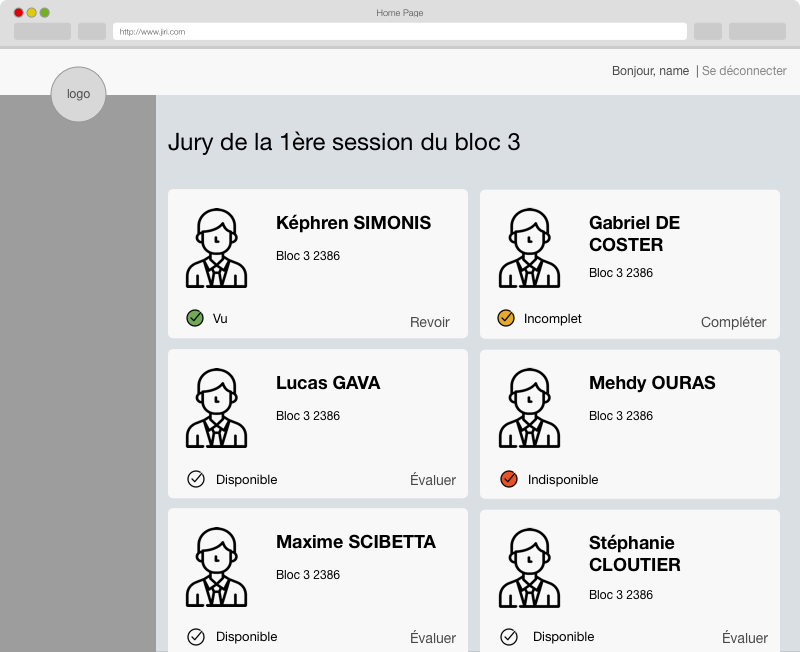 Home Page
http://www.jiri.com
Bonjour, name | Se déconnecter
logo
Jury de la 1ère session du bloc 3
Képhren SIMONIS
Bloc 3 2386
Vu
Revoir
Gabriel DE
COSTER
Bloc 3 2386
Incomplet
Compléter
Lucas GAVA
Bloc 3 2386
Disponible
Évaluer
Mehdy OURAS
Bloc 3 2386
Indisponible
Maxime SCIBETTA
Bloc 3 2386
Disponible
Évaluer
Stéphanie
CLOUTIER
Bloc 3 2386
Disponible
Évaluer